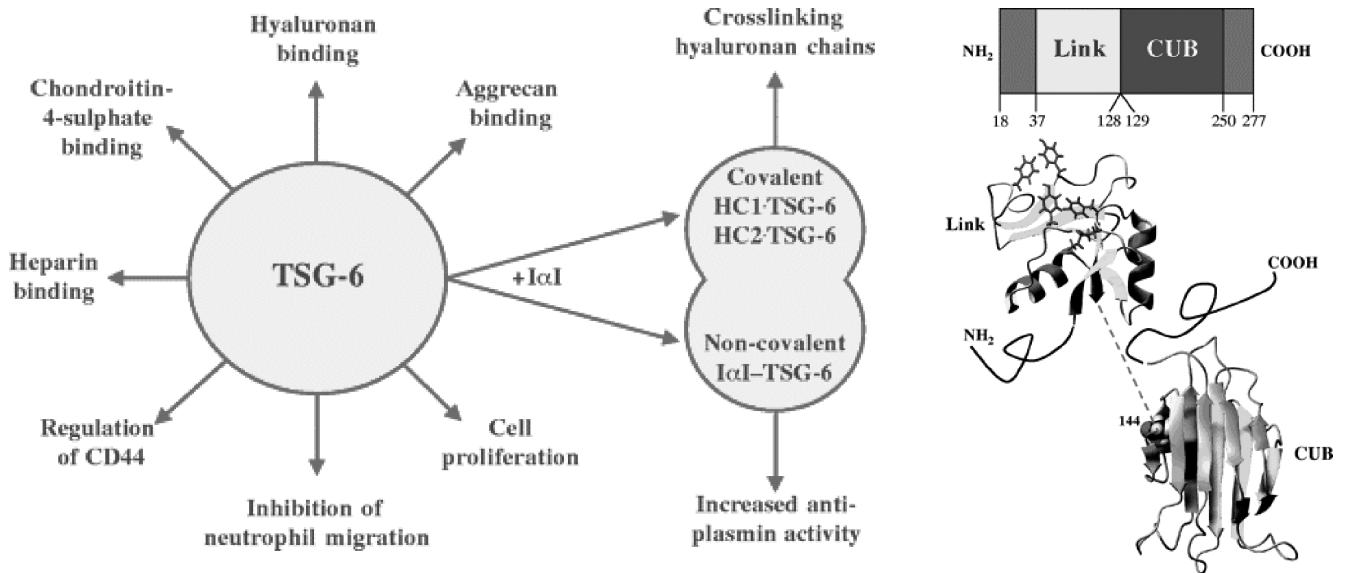 Hyaluronan
binding
Chondroitin-
4-sulphate
binding
Aggrecan
binding
Heparin
binding
TSG-6
+IαI
Regulation
of CD44
Cell
proliferation
Inhibition of
neutrophil migration
Crosslinking
hyaluronan chains
Covalent
HC1·TSG-6
HC2·TSG-6
Non-covalent
IαI–TSG-6
Increased anti-
plasmin activity
NH2 Link CUB COOH
18 37 128 129 250 277
Link
COOH
NH2
144
CUB